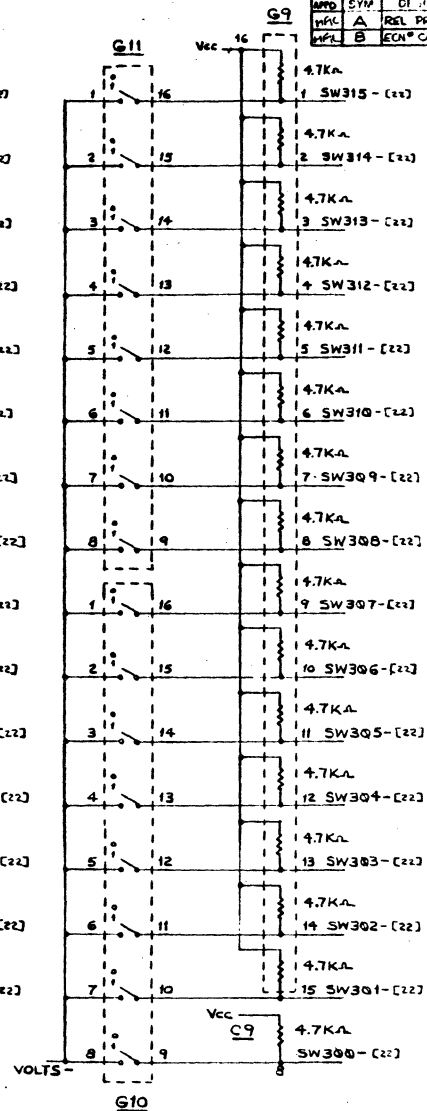 APPD SYM
MFC A REL PR
MFC B ECN° C
G9
G11
Vcc 16
4.7KΩ
1 16 1 SW315-[22]
4.7KΩ
2 15 2 SW314-[22]
4.7KΩ
3 14 3 SW313-[22]
4.7KΩ
4 13 4 SW312-[22]
4.7KΩ
5 12 5 SW311-[22]
4.7KΩ
6 11 6 SW310-[22]
4.7KΩ
7 10 7 SW309-[22]
4.7KΩ
8 9 8 SW308-[22]
4.7KΩ
1 16 9 SW307-[22]
4.7KΩ
2 15 10 SW306-[22]
4.7KΩ
3 14 11 SW305-[22]
4.7KΩ
4 13 12 SW304-[22]
4.7KΩ
5 12 13 SW303-[22]
4.7KΩ
6 11 14 SW302-[22]
4.7KΩ
7 10 15 SW301-[22]
Vcc
C9 4.7KΩ
8 9 SW300-[22]
VOLTS- 8
G10